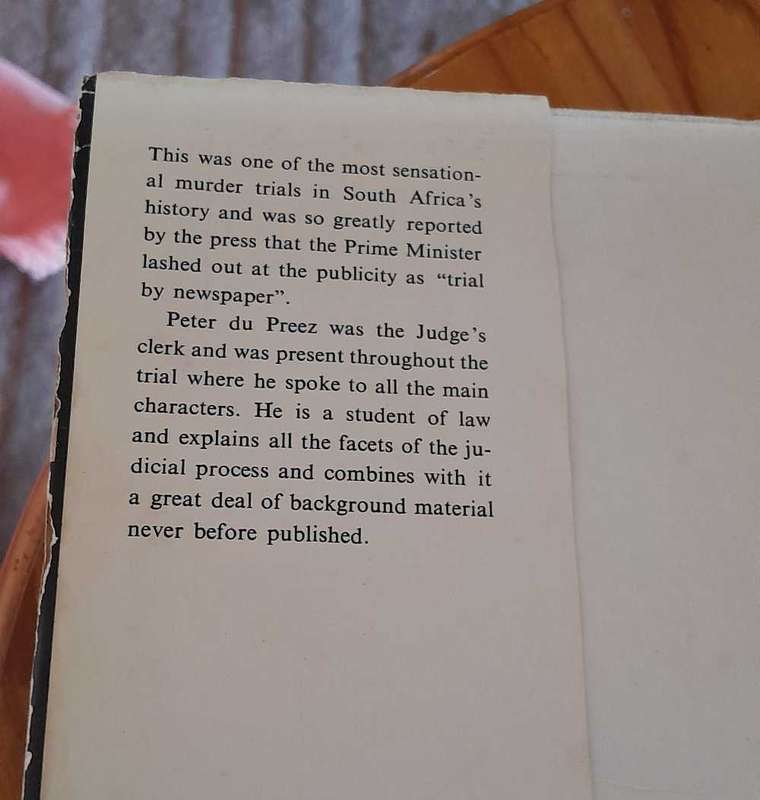 This was one of the most sensation-
al murder trials in South Africa's
history and was so greatly reported
by the press that the Prime Minister
lashed out at the publicity as “trial
by newspaper”.
Peter du Preez was the Judge's
clerk and was present throughout the
trial where he spoke to all the main
characters. He is a student of law
and explains all the facets of the ju-
dicial process and combines with it
a great deal of background material
never before published.